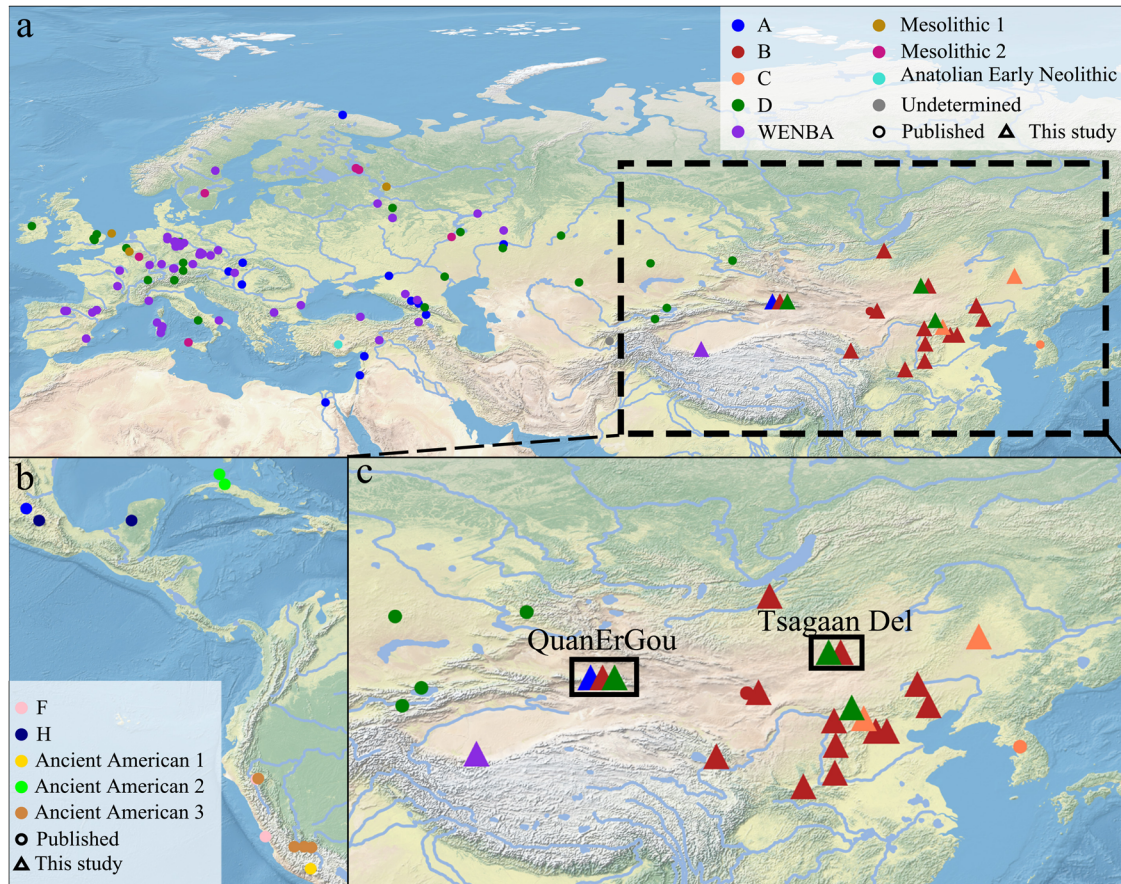 a
A
B
C
D
WENBA
Mesolithic 1
Mesolithic 2
Anatolian Early Neolithic
Undetermined
Published
This study
b
F
H
Ancient American 1
Ancient American 2
Ancient American 3
Published
This study
c
QuanErGou
Tsagaan Del